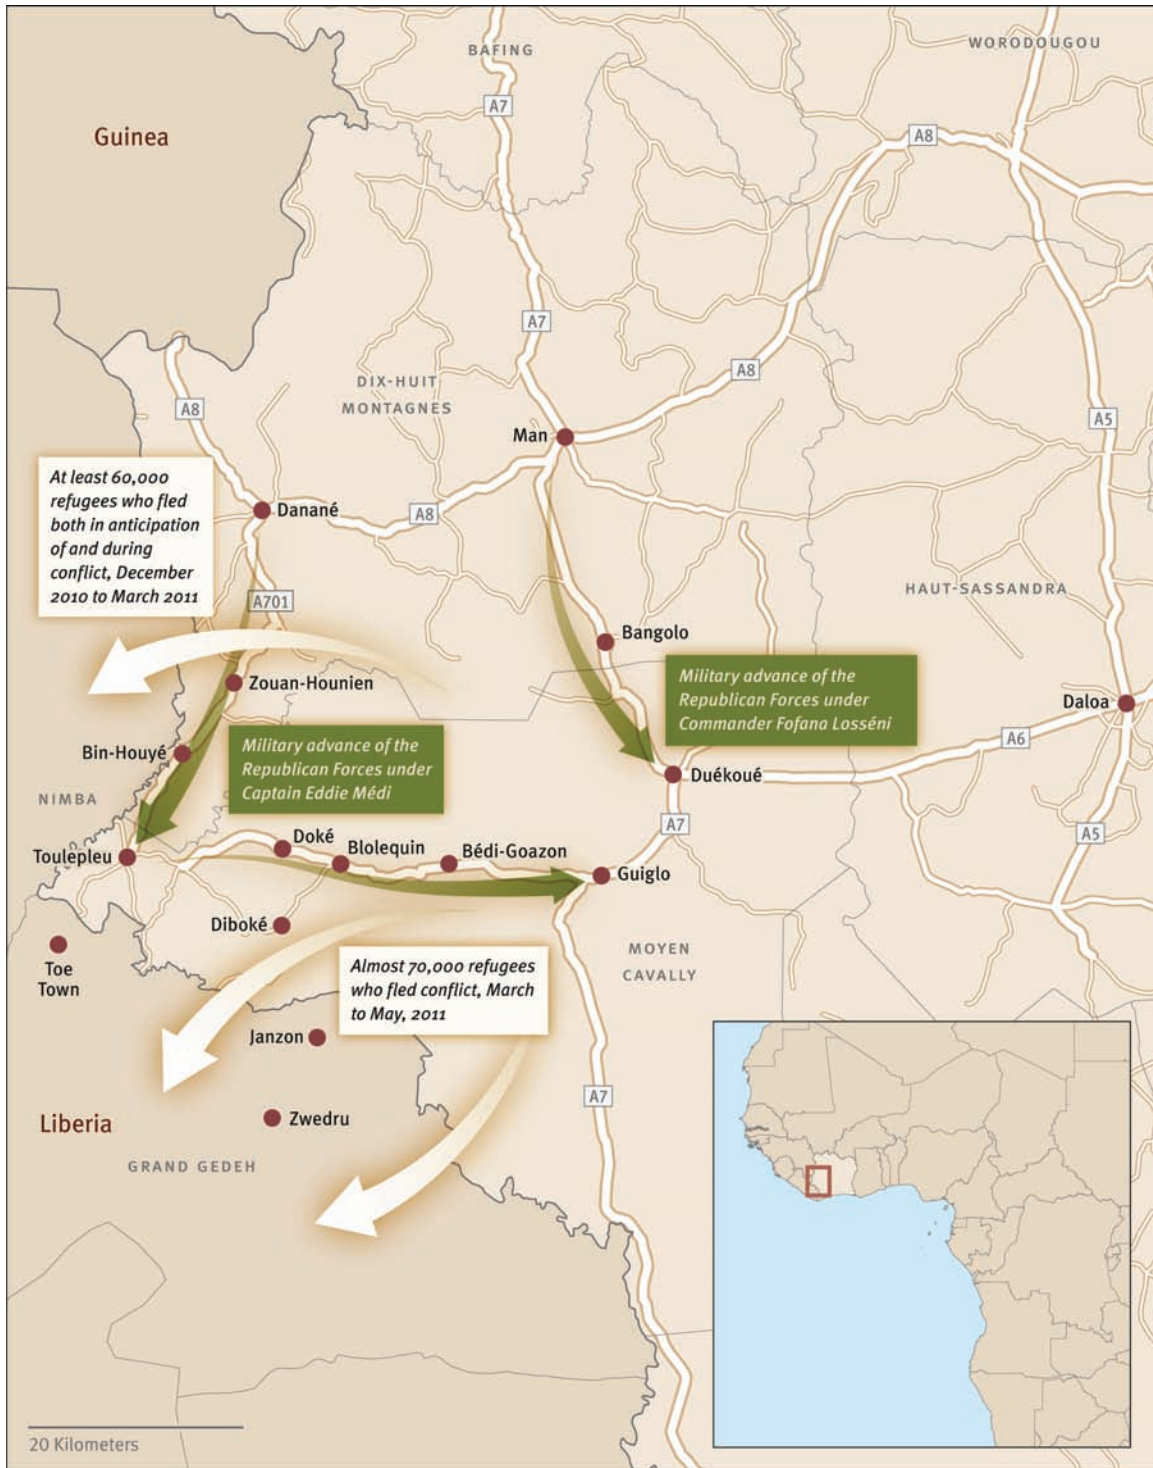 BAFING
WORODOUGOU
A7
A8
Guinea
A7
A8
DIX-HUIT
MONTAGNES
A8
A5
Man
At least 60,000
refugees who fled
both in anticipation
of and during
conflict, December
2010 to March 2011
Danané
A8
A701
HAUT-SASSANDRA
Bangolo
Zouan-Hounien
Military advance of the
Republican Forces under
Commander Fofana Losséni
Daloa
A6
Bin-Houyé
Military advance of the
Republican Forces under
Captain Eddie Médi
Duékoué
NIMBA
A7
A5
Toulepleu
Doké
Blolequin
Bédi-Goazon
Guiglo
Diboké
Toe
Town
Almost 70,000 refugees
who fled conflict, March
to May, 2011
MOYEN
CAVALLY
Janzon
A7
Zwedru
Liberia
GRAND GEDEH
20 Kilometers